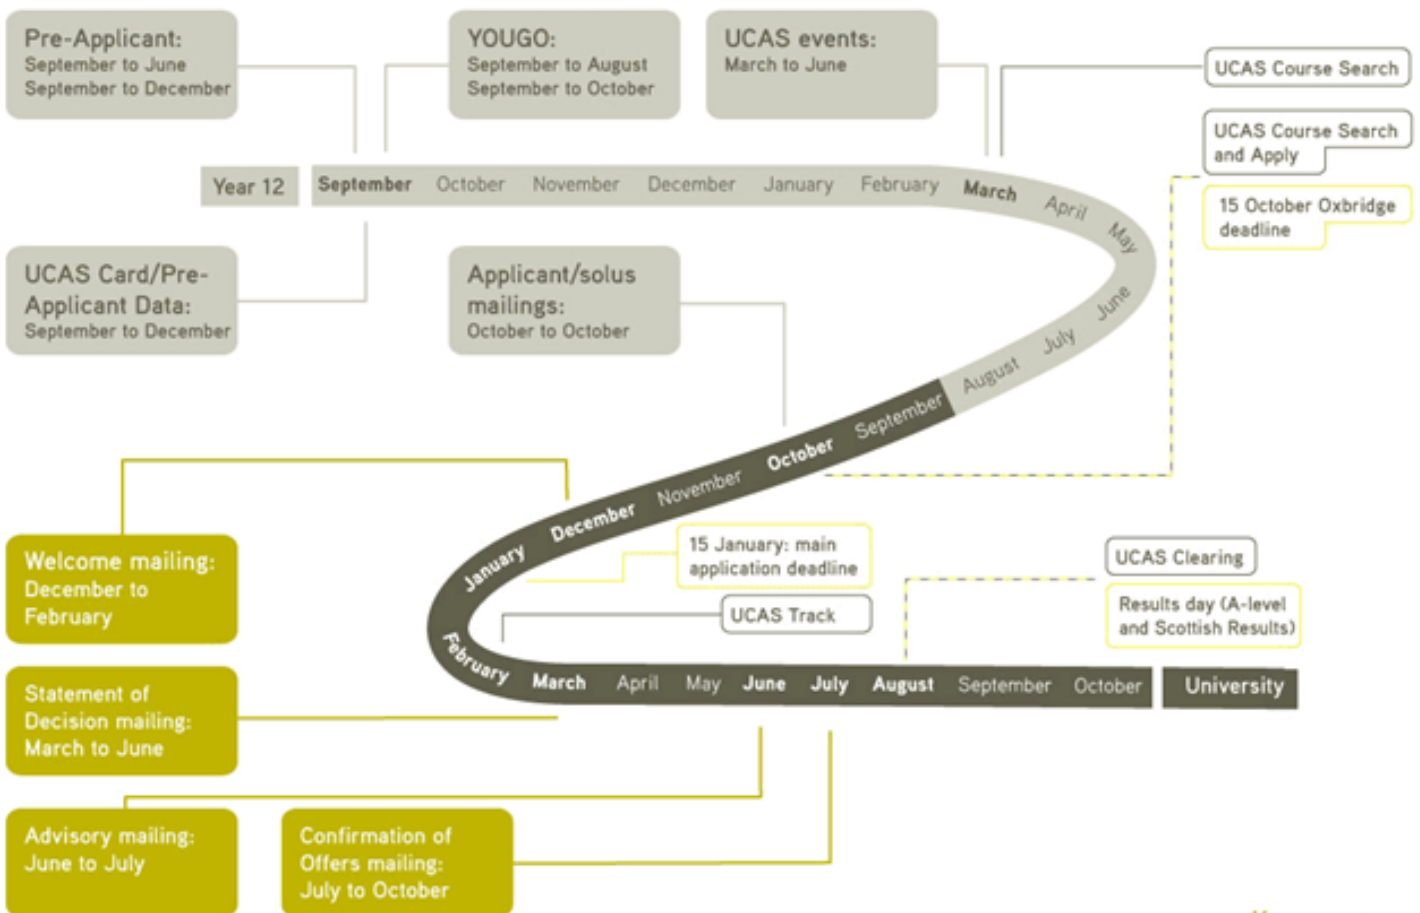 Pre-Applicant:
September to June
September to December
YOUGO:
September to August
September to October
UCAS events:
March to June
UCAS Course Search
UCAS Course Search
and Apply
15 October Oxbridge
deadline
Year 12
September
October
November
December
January
February
March
April
May
June
July
August
UCAS Card/Pre-
Applicant Data:
September to December
Applicant/solus
mailings:
October to October
September
October
November
December
January
February
Welcome mailing:
December to
February
15 January: main
application deadline
UCAS Track
UCAS Clearing
Results day (A-level
and Scottish Results)
March
April
May
June
July
August
September
October
University
Statement of
Decision mailing:
March to June
Advisory mailing:
June to July
Confirmation of
Offers mailing:
July to October